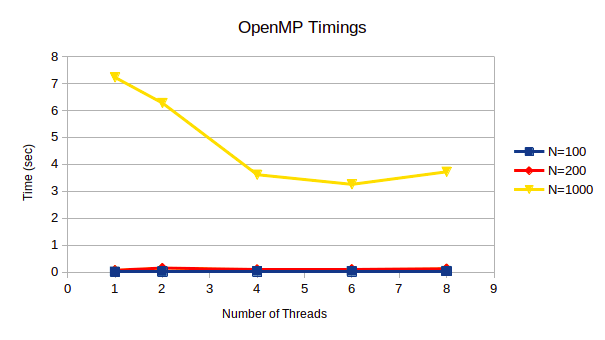 OpenMP Timings
8
7
6
5
4
3
2
1
0
Time (sec)
0 1 2 3 4 5 6 7 8 9
Number of Threads
N=100
N=200
N=1000